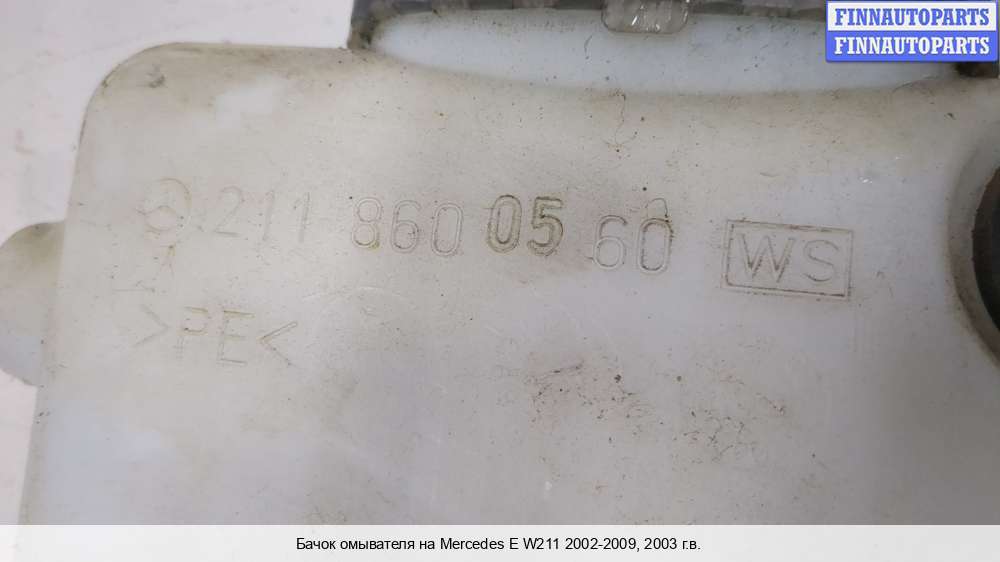 FINNAUTOPARTS
FINNAUTOPARTS
211 860 05 60 WS
>PE<
Бачок омывателя на Mercedes E W211 2002-2009, 2003 г.в.